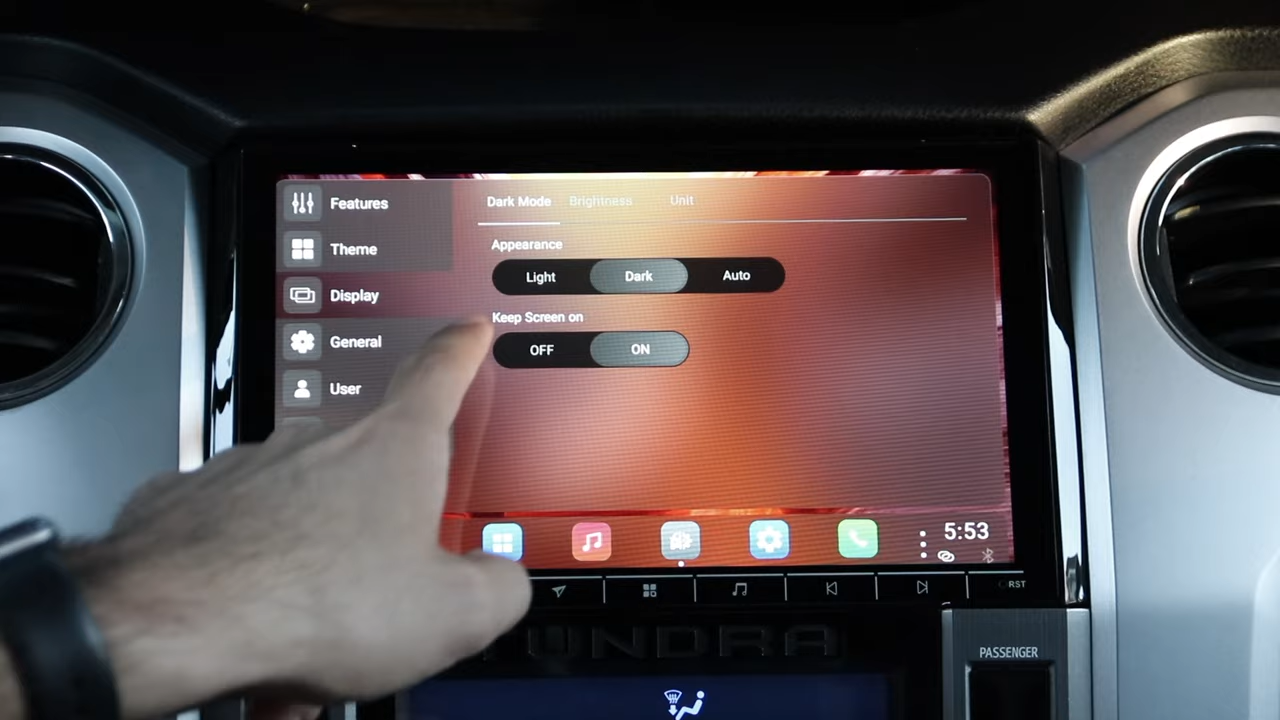 Features
Theme
Display
General
User
Dark Mode Brightness Unit
Appearance
Light Dark Auto
Keep Screen on
OFF ON
5:53
RST
TUNDRA
PASSENGER